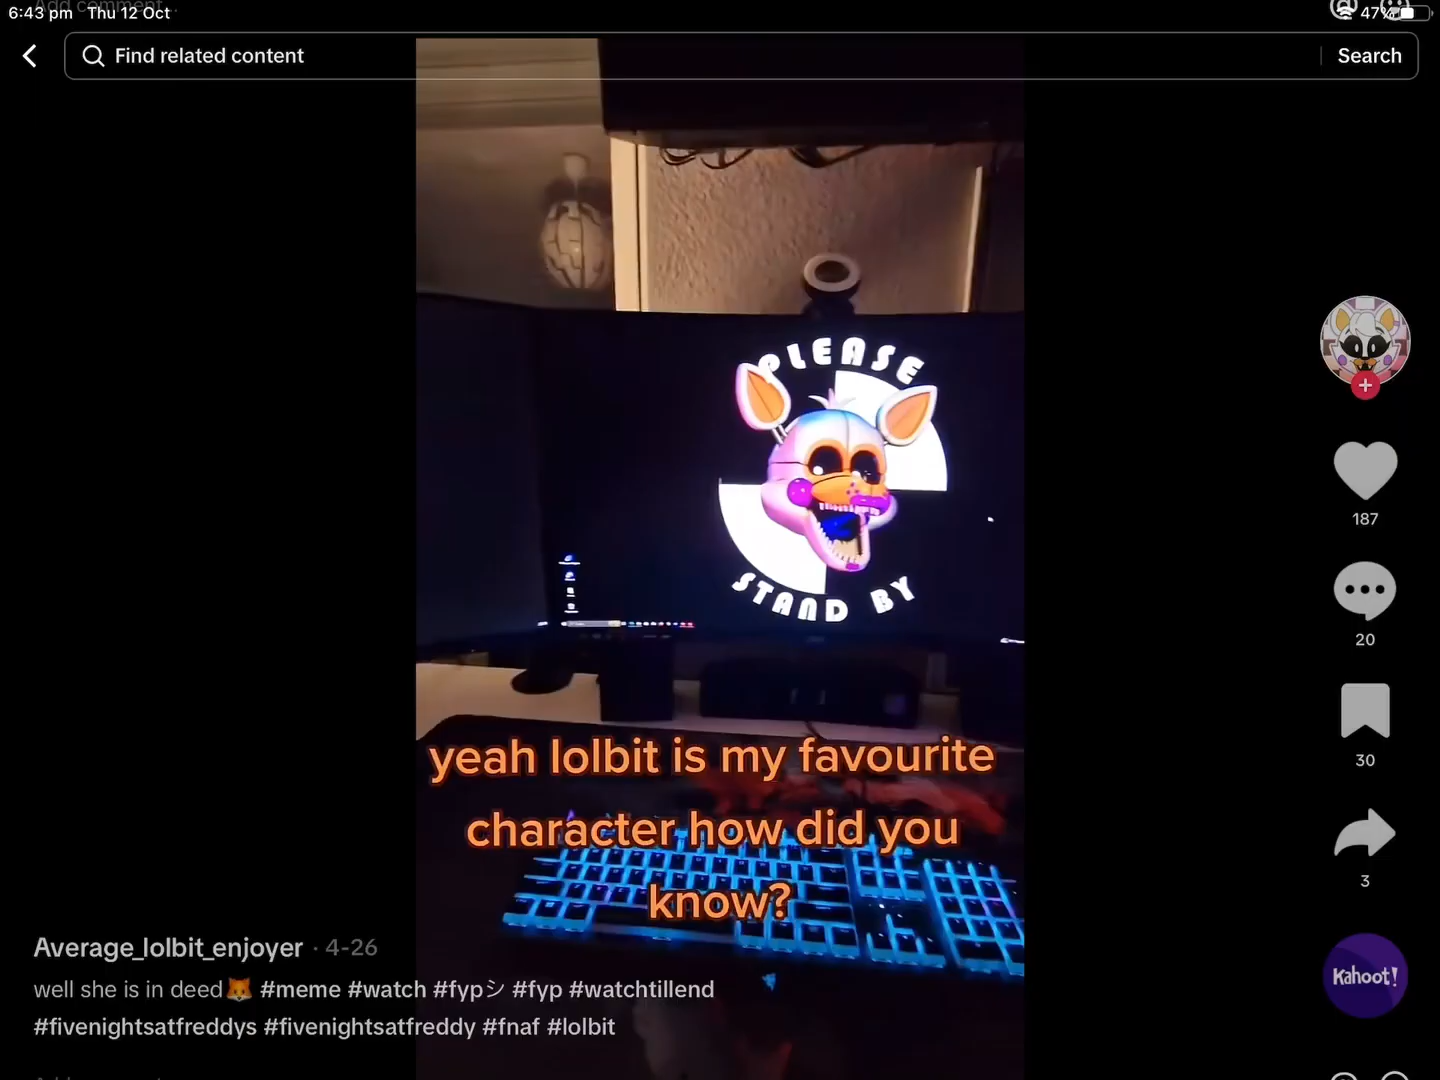 Add comment...
6:43 pm Thu 12 Oct
47%
Find related content
Search
PLEASE
STAND BY
yeah lolbit is my favourite
character how did you
know?
187
20
30
3
Kahoot!
Average_lolbit_enjoyer · 4-26
well she is in deed🦊 #meme #watch #fypシ #fyp #watchtillend
#fivenightsatfreddys #fivenightsatfreddy #fnaf #lolbit